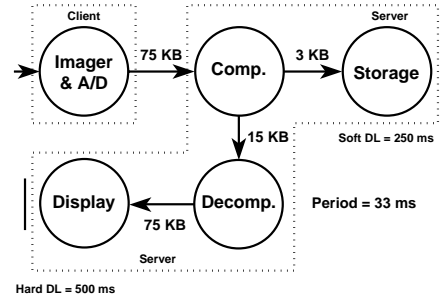 Client
Server
Imager
& A/D
75 KB
Comp.
3 KB
Storage
15 KB
Soft DL = 250 ms
Display
75 KB
Decomp.
Period = 33 ms
Server
Hard DL = 500 ms